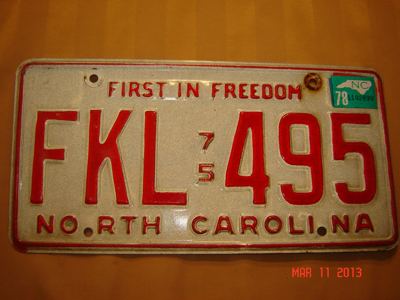 FIRST IN FREEDOM
NC
78
FKL 75 495
NORTH CAROLINA
MAR 11 2013